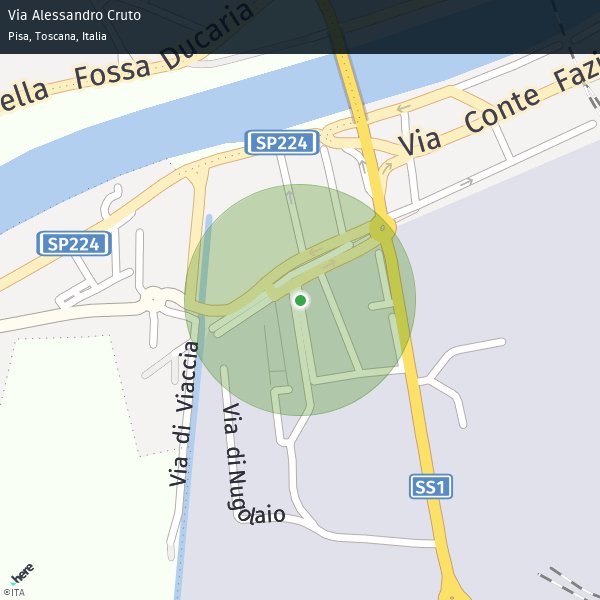 Via Alessandro Cruto
Pisa, Toscana, Italia
ella Fossa Ducaria
Via Conte Fazi
SP224
SP224
Via di Viaccia
Via di Nugolaio
SS1
here
©ITA